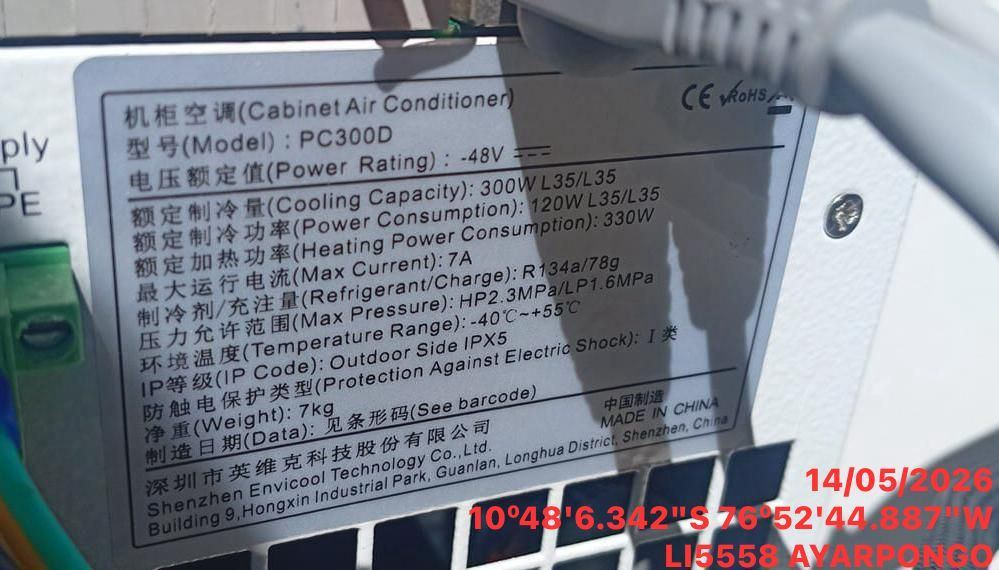 ply
PE
机柜空调(Cabinet Air Conditioner)
CE RoHS
型号(Model) : PC300D
电压额定值(Power Rating) : -48V
额定制冷量(Cooling Capacity): 300W L35/L35
额定制冷功率(Power Consumption): 120W L35/L35
额定加热功率(Heating Power Consumption): 330W
最大运行电流(Max Current): 7A
制冷剂/充注量(Refrigerant/Charge): R134a/78g
压力允许范围(Max Pressure): HP2.3MPa/LP1.6MPa
环境温度(Temperature Range): -40℃~+55℃
IP等级(IP Code): Outdoor Side IPX5
防触电保护类型(Protection Against Electric Shock): I 类
净重(Weight): 7kg
制造日期(Data): 见条形码(See barcode)
中国制造
MADE IN CHINA
深圳市英维克科技股份有限公司
Shenzhen Envicool Technology Co.,Ltd.
Building 9,Hongxin Industrial Park, Guanlan, Longhua District, Shenzhen, China
14/05/2026
10°48'6.342"S 76°52'44.887"W
LI5558 AYARPONGO